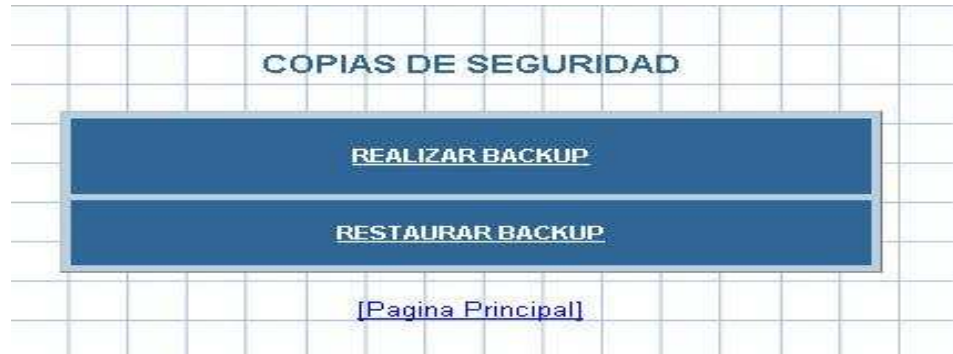 COPIAS DE SEGURIDAD
REALIZAR BACKUP
RESTAURAR BACKUP
[Pagina Principal]